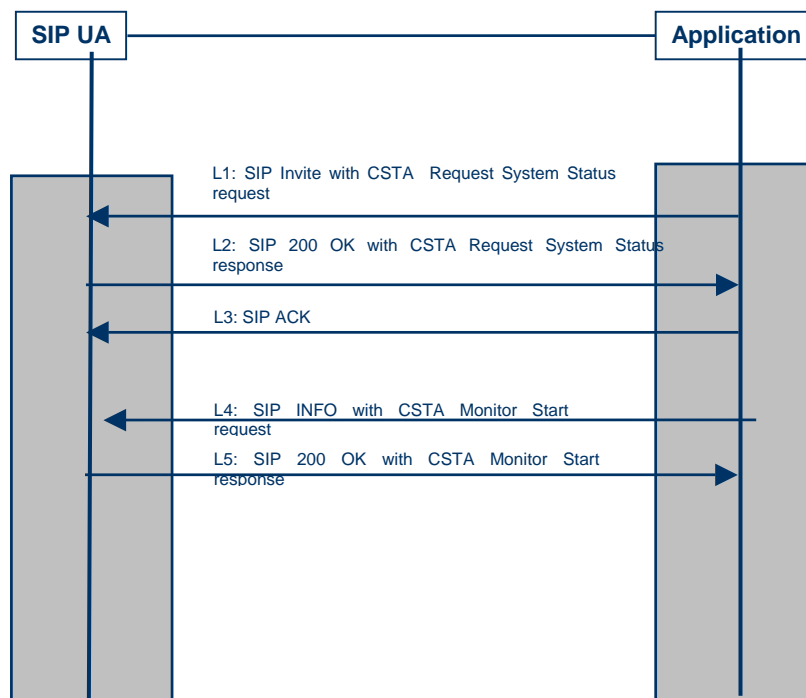 SIP UA
Application
L1: SIP Invite with CSTA Request System Status
request
L2: SIP 200 OK with CSTA Request System Status
response
L3: SIP ACK
L4: SIP INFO with CSTA Monitor Start
request
L5: SIP 200 OK with CSTA Monitor Start
response